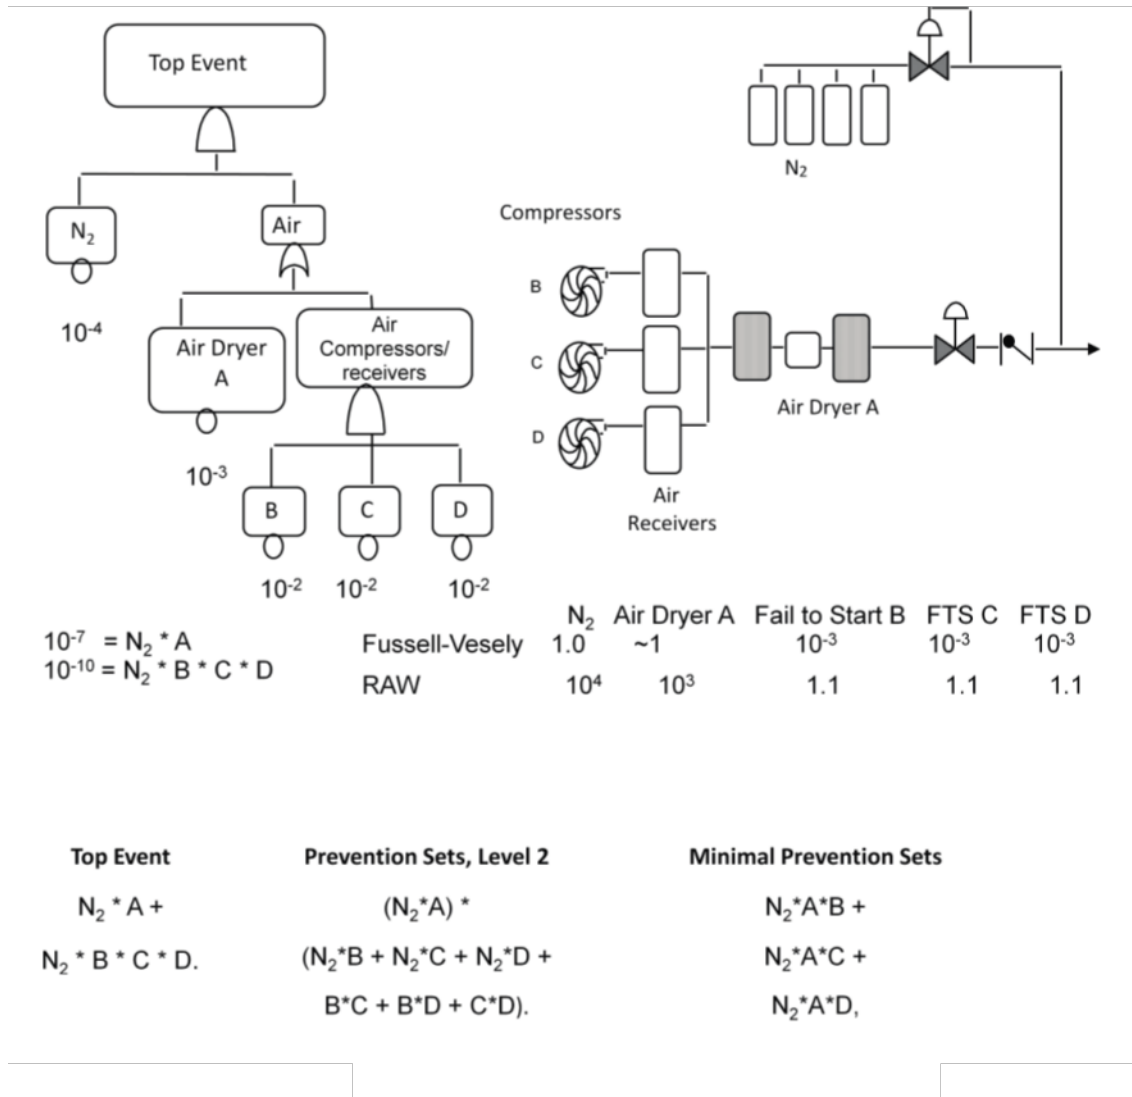 Top Event
N₂
Air
10⁻⁴
Air Dryer
A
Air
Compressors/
receivers
10⁻³
B
C
D
10⁻²
10⁻²
10⁻²
N₂
Compressors
B
C
D
Air Dryer A
Air
Receivers
10⁻⁷ = N₂ * A
10⁻¹⁰ = N₂ * B * C * D
N₂ Air Dryer A Fail to Start B FTS C FTS D
Fussell-Vesely 1.0 ~1 10⁻³ 10⁻³ 10⁻³
RAW 10⁴ 10³ 1.1 1.1 1.1
Top Event
N₂ * A +
N₂ * B * C * D.
Prevention Sets, Level 2
(N₂*A) *
(N₂*B + N₂*C + N₂*D +
B*C + B*D + C*D).
Minimal Prevention Sets
N₂*A*B +
N₂*A*C +
N₂*A*D,